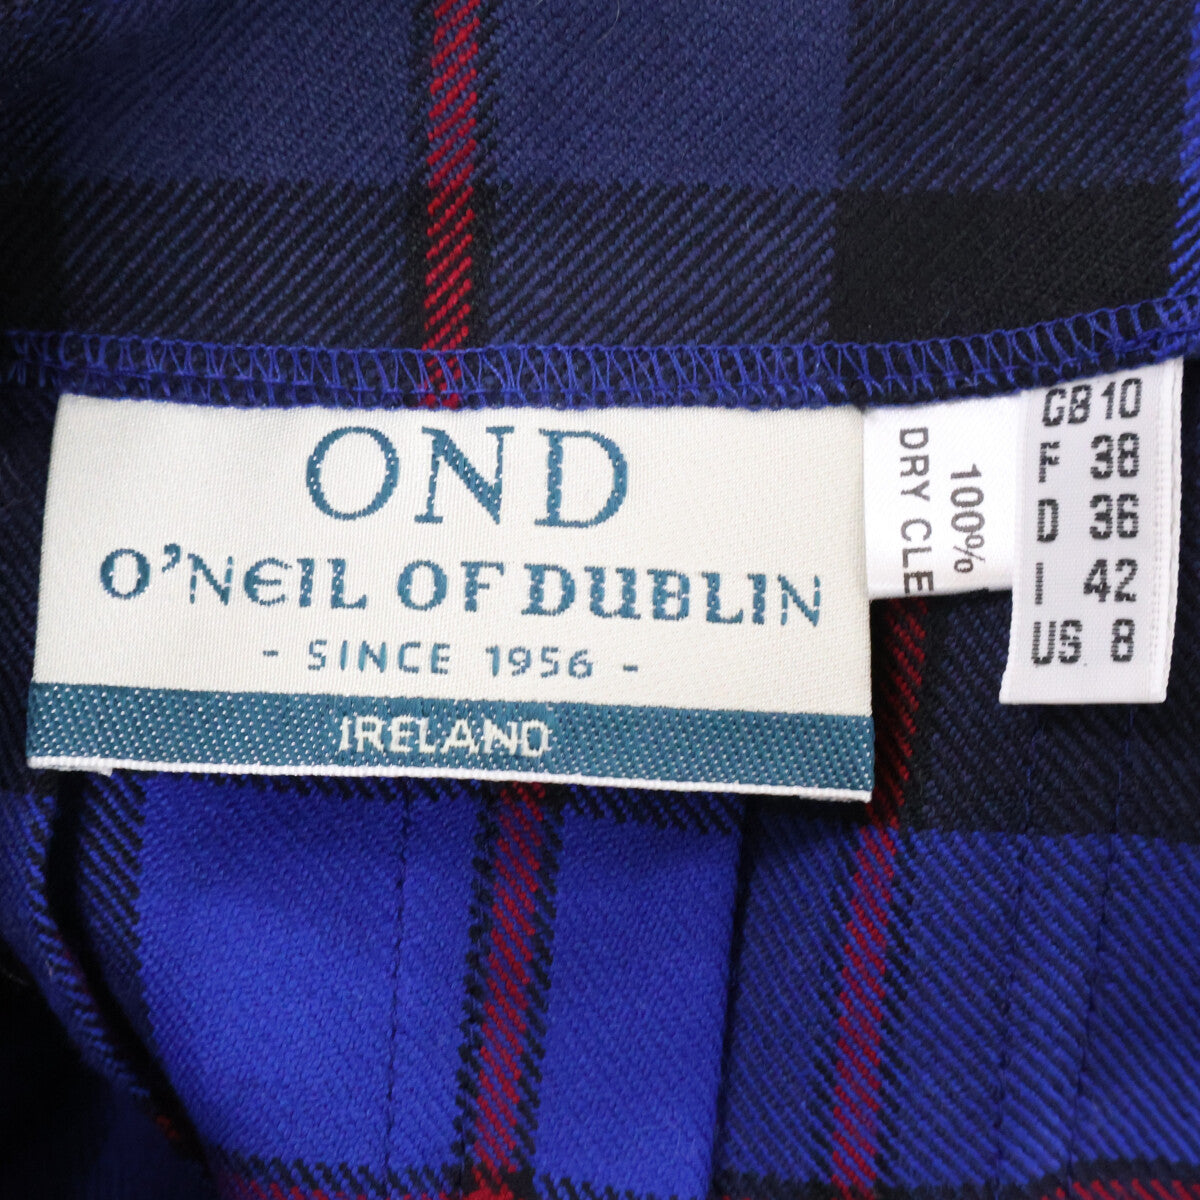 OND
O'NEIL OF DUBLIN
- SINCE 1956 -
IRELAND
100%
DRY CLE
GB 10
F 38
D 36
I 42
US 8